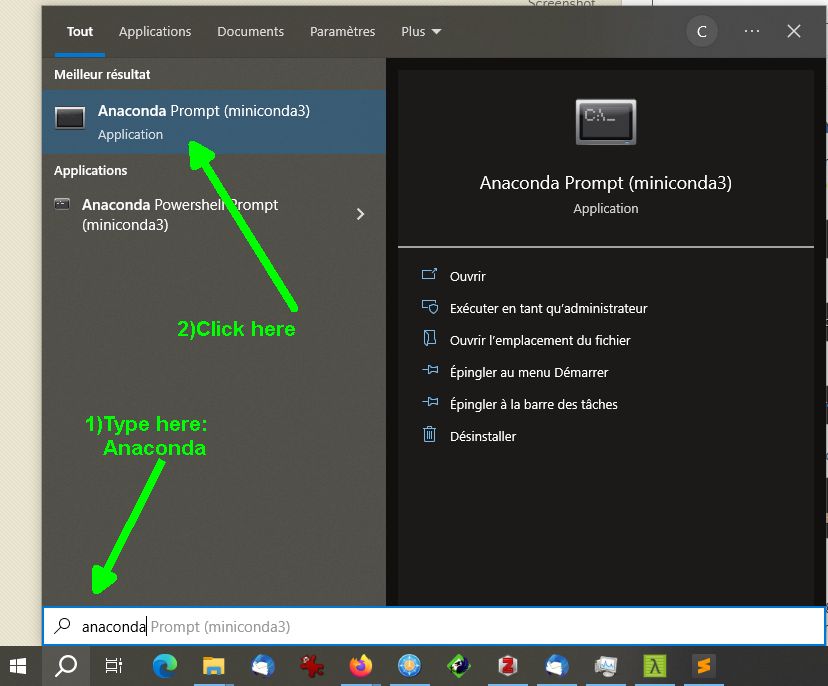 Screenshot
Tout Applications Documents Paramètres Plus C ... 
Meilleur résultat
Anaconda Prompt (miniconda3)
Application
Applications
Anaconda Powershell Prompt
(miniconda3)
2)Click here
1)Type here:
Anaconda
C:\_
Anaconda Prompt (miniconda3)
Application
Ouvrir
Exécuter en tant qu’administrateur
Ouvrir l’emplacement du fichier
Épingler au menu Démarrer
Épingler à la barre des tâches
Désinstaller
anaconda Prompt (miniconda3)
Z λ S